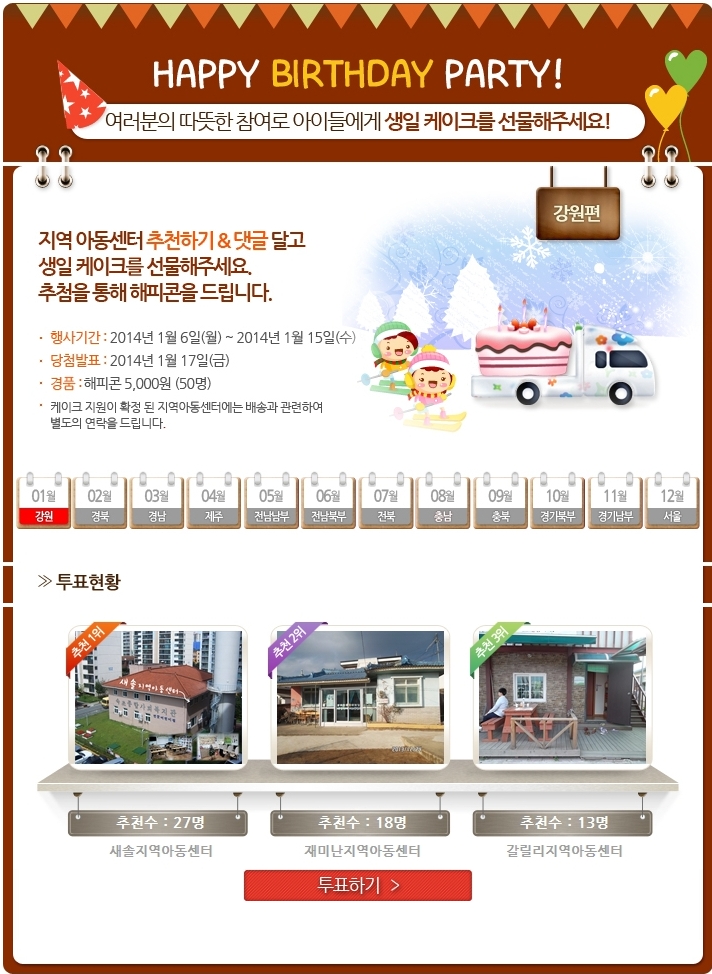 HAPPY BIRTHDAY PARTY!
여러분의 따뜻한 참여로 아이들에게 생일 케이크를 선물해주세요!
강원편
지역 아동센터 추천하기 & 댓글 달고
생일 케이크를 선물해주세요.
추첨을 통해 해피콘을 드립니다.
· 행사기간 : 2014년 1월 6일(월) ~ 2014년 1월 15일(수)
· 당첨발표 : 2014년 1월 17일(금)
· 경품 : 해피콘 5,000원 (50명)
· 케이크 지원이 확정 된 지역아동센터에는 배송과 관련하여
별도의 연락을 드립니다.
01월 02월 03월 04월 05월 06월 07월 08월 09월 10월 11월 12월
강원 경북 경남 제주 전남남부 전남북부 전북 충남 충북 경기북부 경기남부 서울
≫ 투표현황
추천 1위 추천 2위 추천 3위
새솔지역아동센터
추천수 : 27명 추천수 : 18명 추천수 : 13명
새솔지역아동센터 재미난지역아동센터 갈릴리지역아동센터
투표하기 >